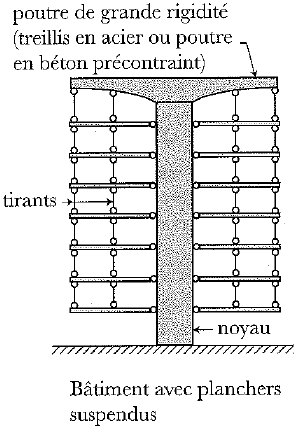 poutre de grande rigidité
(treillis en acier ou poutre
en béton précontraint)
tirants
noyau
Bâtiment avec planchers
suspendus